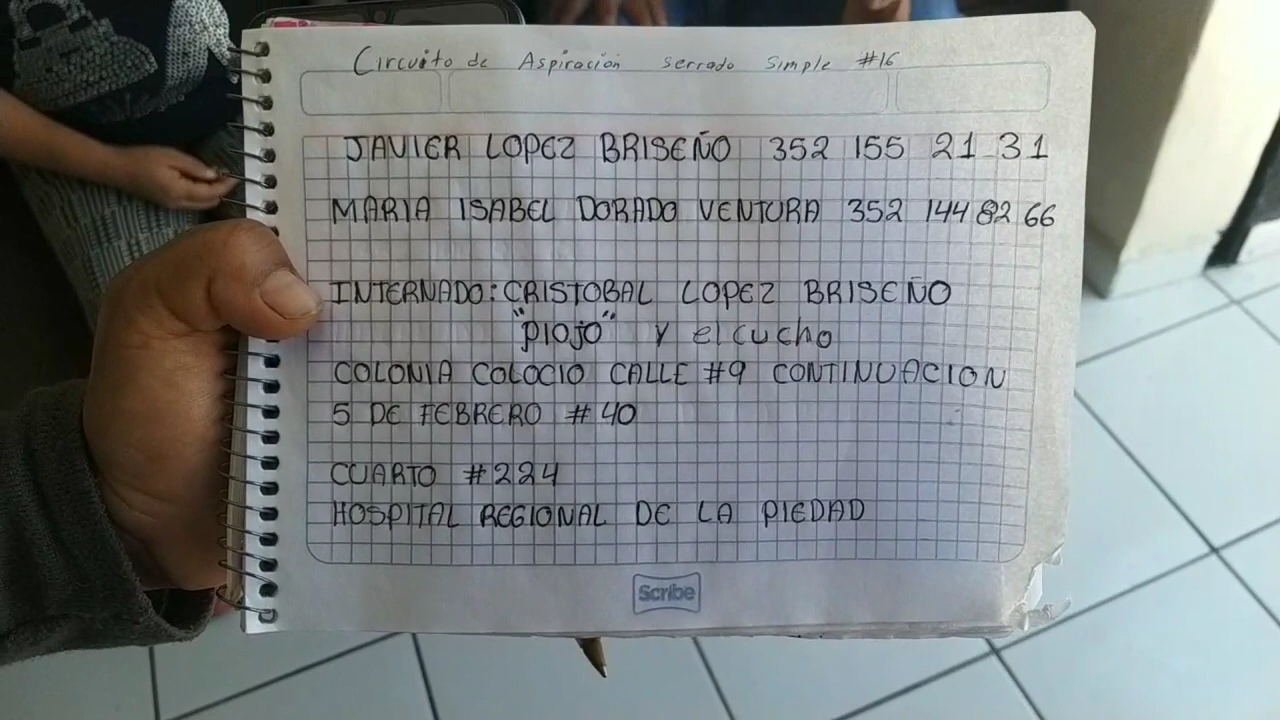 Circuito de Aspiración serrado simple #16
JAVIER LOPEZ BRISEÑO 352 155 21 31
MARIA ISABEL DORADO VENTURA 352 144 82 66
INTERNADO: CRISTOBAL LOPEZ BRISEÑO
"PIOJO" Y el cucho
COLONIA COLOCIO CALLE #9 CONTINUACION
5 DE FEBRERO #40
CUARTO #224
HOSPITAL REGIONAL DE LA PIEDAD
Scribe